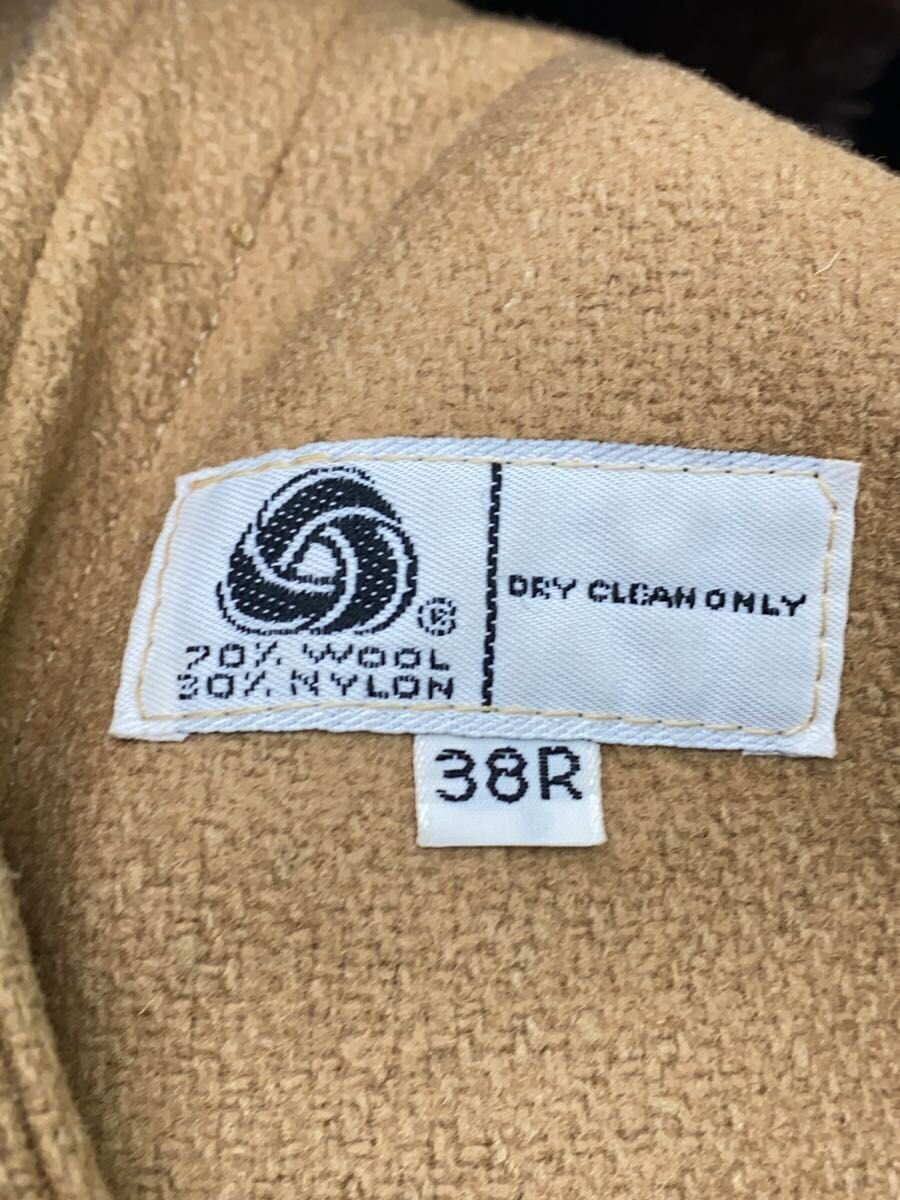 ®
70% WOOL
30% NYLON
DRY CLEAN ONLY
38R